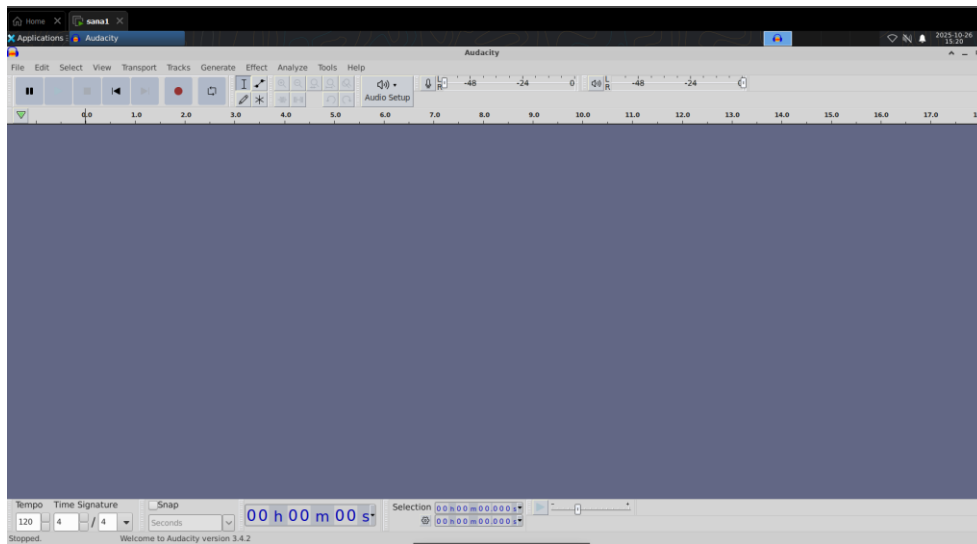 Home
sana1
Applications
Audacity
2025-10-26
15:20
Audacity
File Edit Select View Transport Tracks Generate Effect Analyze Tools Help
Audio Setup
L
R
-48 -24 0
L
R
-48 -24
0.0 1.0 2.0 3.0 4.0 5.0 6.0 7.0 8.0 9.0 10.0 11.0 12.0 13.0 14.0 15.0 16.0 17.0
Tempo Time Signature Snap
120 4 / 4 Seconds
00 h 00 m 00 s
Selection 00 h 00 m 00.000 s
00 h 00 m 00.000 s
Stopped. Welcome to Audacity version 3.4.2